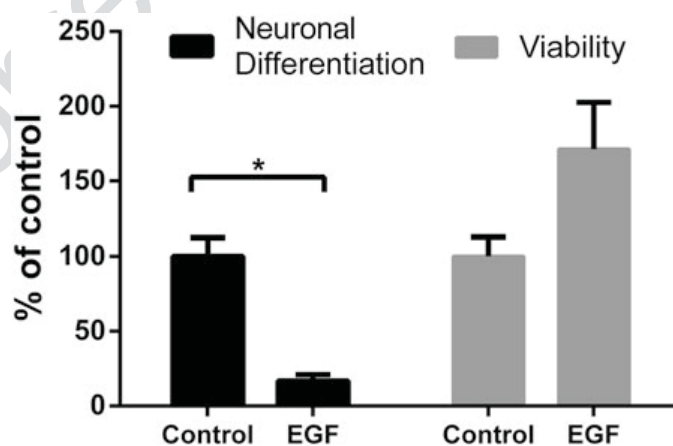 Neuronal
Differentiation
Viability
% of control
250
200
150
100
50
0
*
Control EGF Control EGF